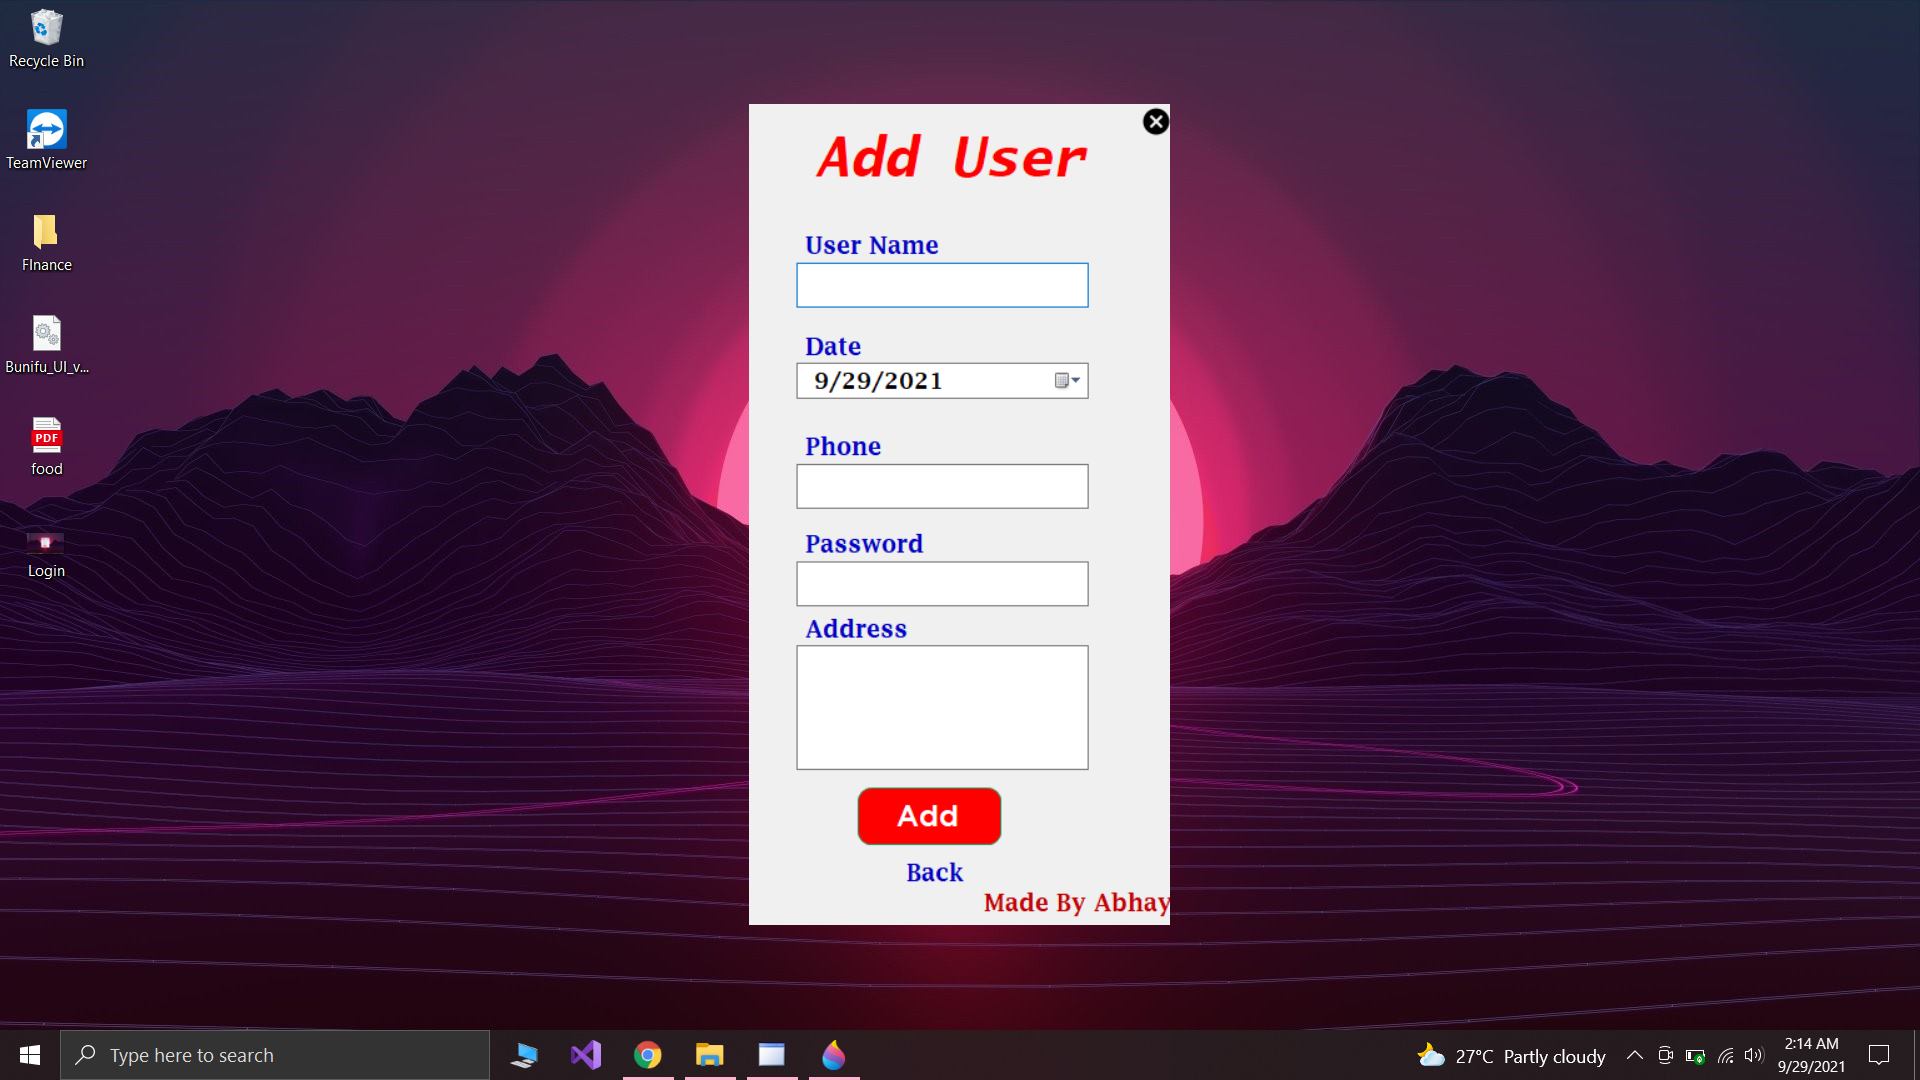 Recycle Bin
TeamViewer
FInance
Bunifu_UI_v...
PDF
food
Login
Add User
User Name
Date
9/29/2021
Phone
Password
Address
Add
Back
Made By Abhay
Type here to search
27°C Partly cloudy
2:14 AM
9/29/2021